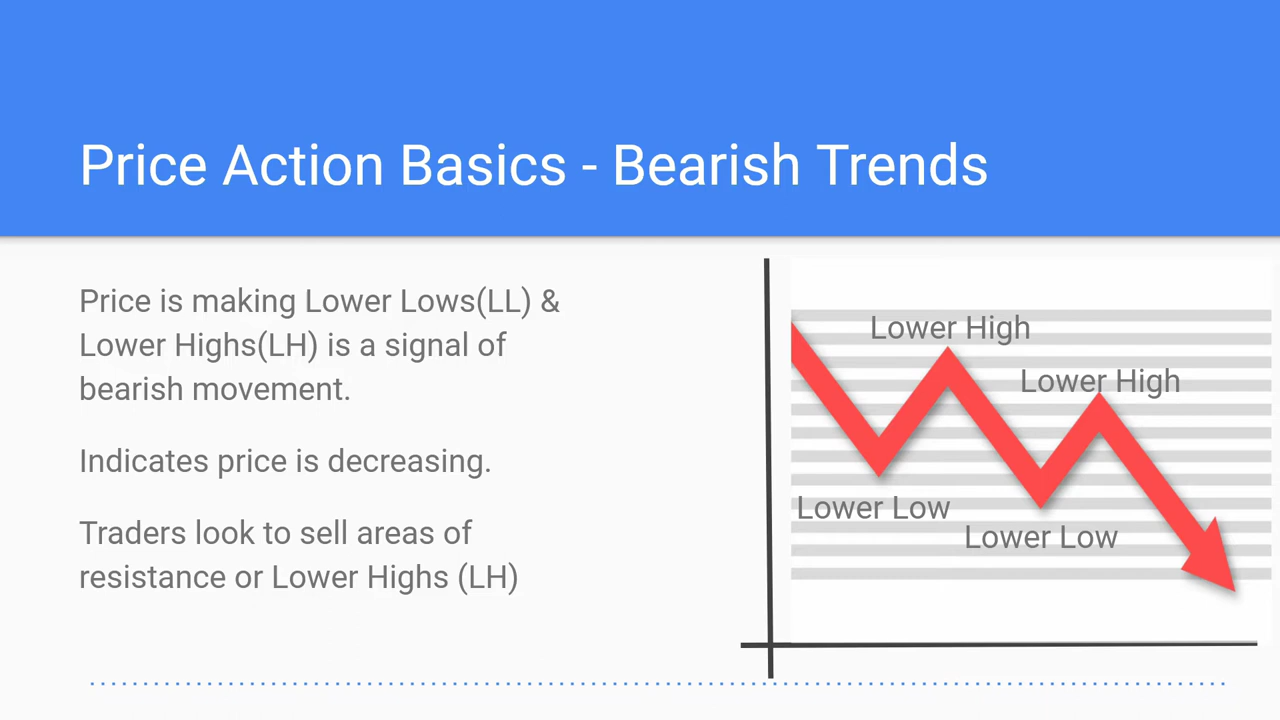 Price Action Basics - Bearish Trends
Price is making Lower Lows(LL) &
Lower Highs(LH) is a signal of
bearish movement.
Indicates price is decreasing.
Traders look to sell areas of
resistance or Lower Highs (LH)
Lower High
Lower High
Lower Low
Lower Low